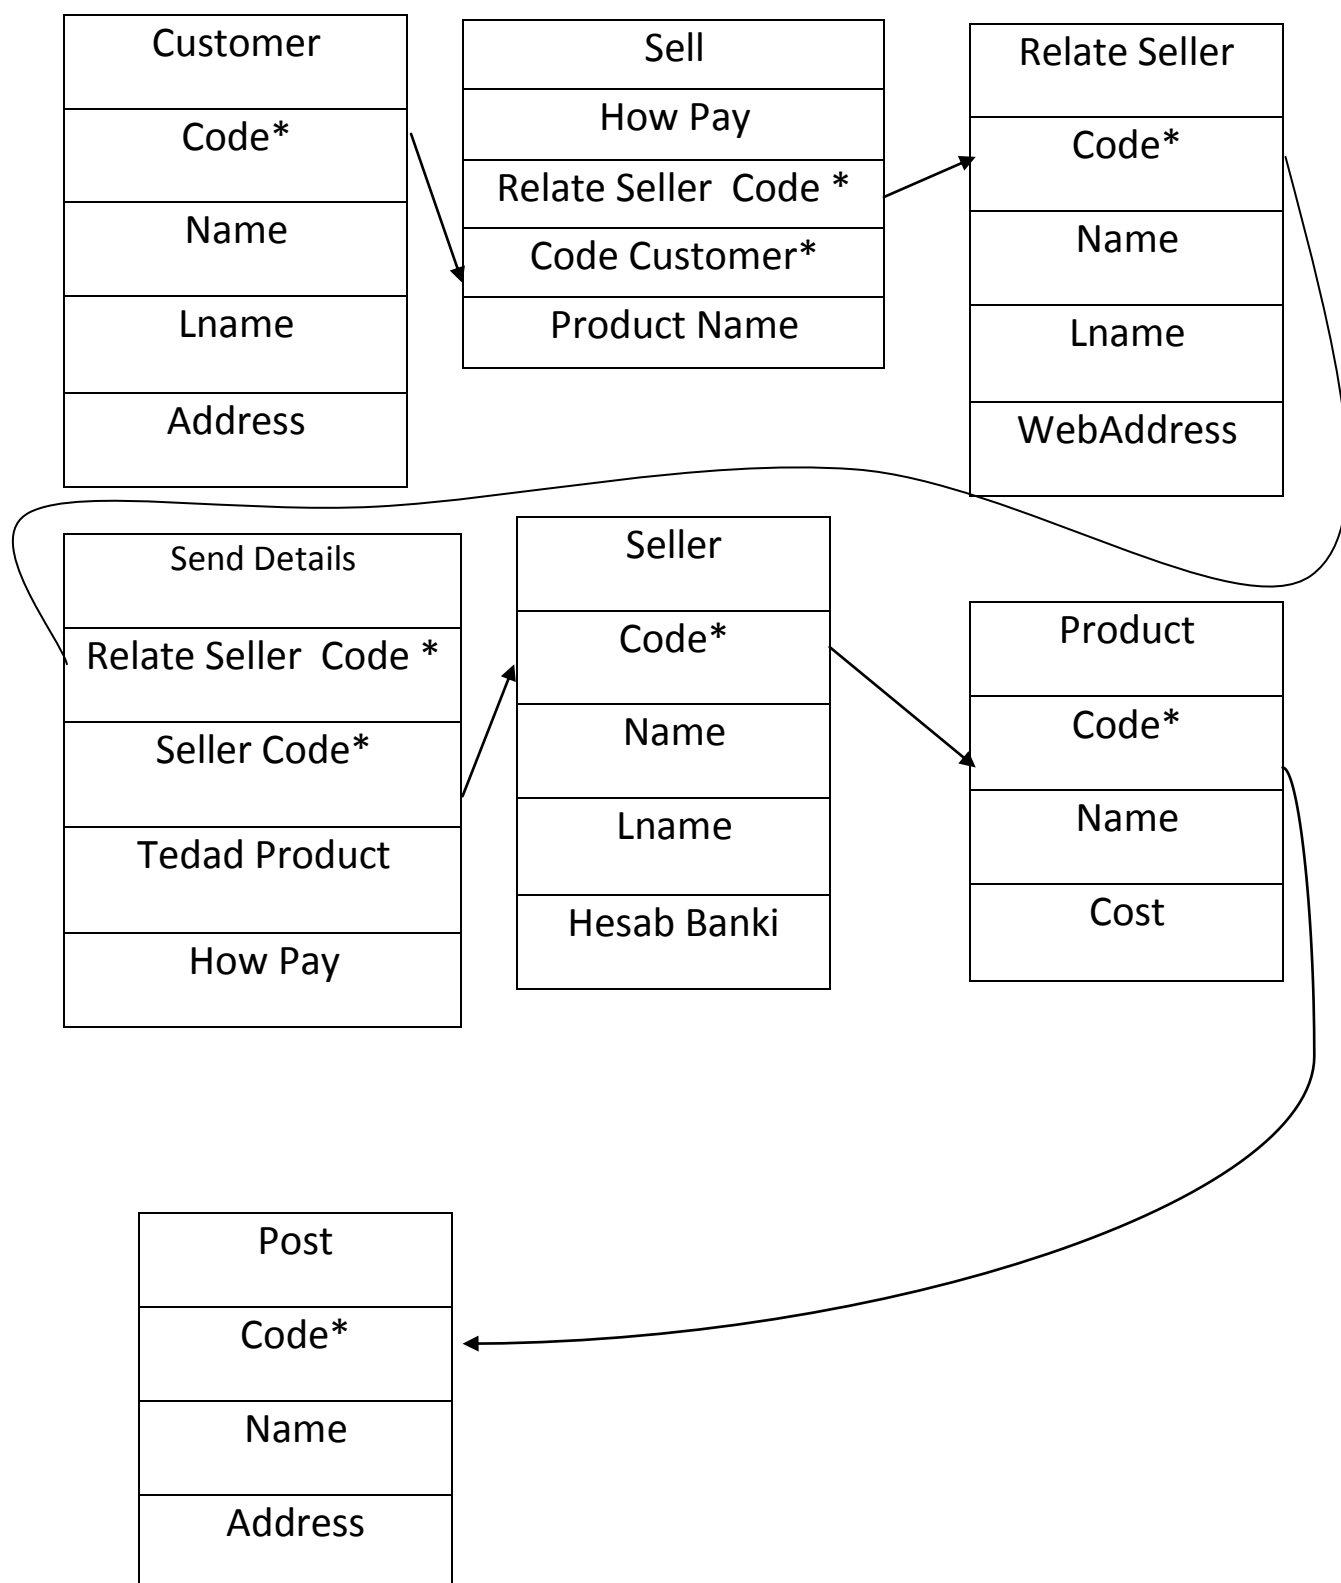 Customer
Code*
Name
Lname
Address
Sell
How Pay
Relate Seller  Code *
Code Customer*
Product Name
Relate Seller
Code*
Name
Lname
WebAddress
Send Details
Relate Seller  Code *
Seller Code*
Tedad Product
How Pay
Seller
Code*
Name
Lname
Hesab Banki
Product
Code*
Name
Cost
Post
Code*
Name
Address